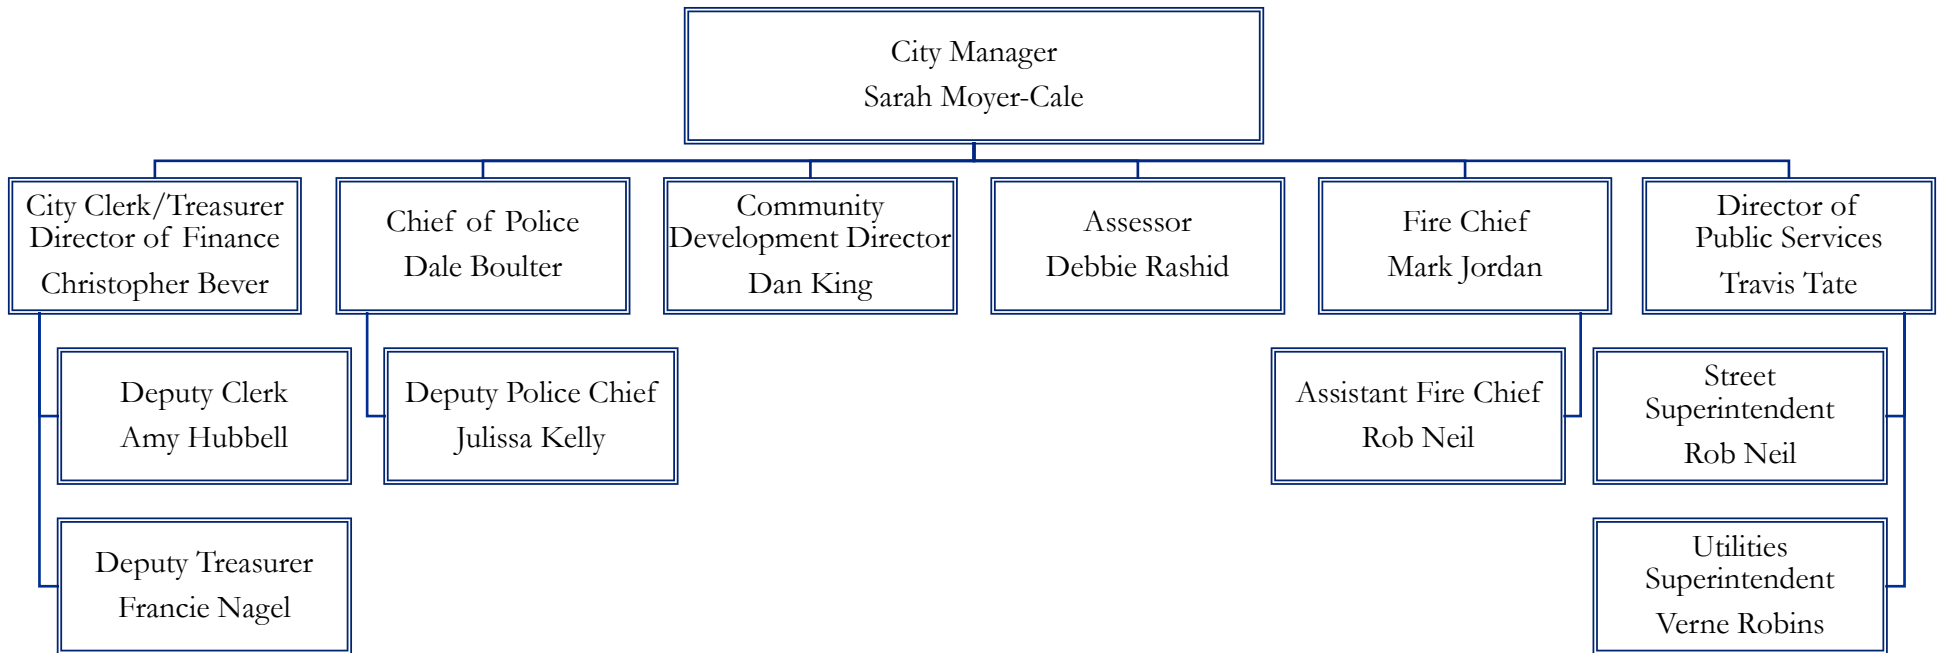 City Manager
Sarah Moyer-Cale
City Clerk/Treasurer
Director of Finance
Christopher Bever
Chief of Police
Dale Boulter
Community
Development Director
Dan King
Assessor
Debbie Rashid
Fire Chief
Mark Jordan
Director of
Public Services
Travis Tate
Deputy Clerk
Amy Hubbell
Deputy Police Chief
Julissa Kelly
Assistant Fire Chief
Rob Neil
Street
Superintendent
Rob Neil
Deputy Treasurer
Francie Nagel
Utilities
Superintendent
Verne Robins